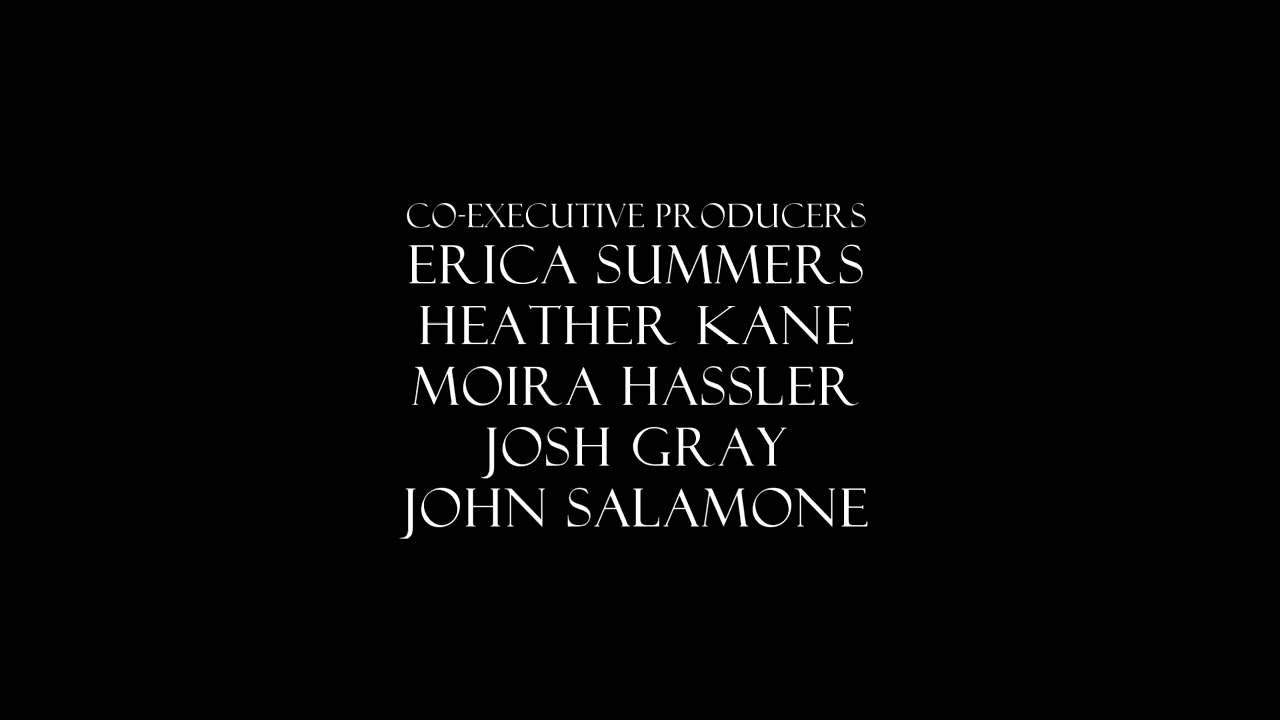 CO-EXECUTIVE PRODUCERS
ERICA SUMMERS
HEATHER KANE
MOIRA HASSLER
JOSH GRAY
JOHN SALAMONE